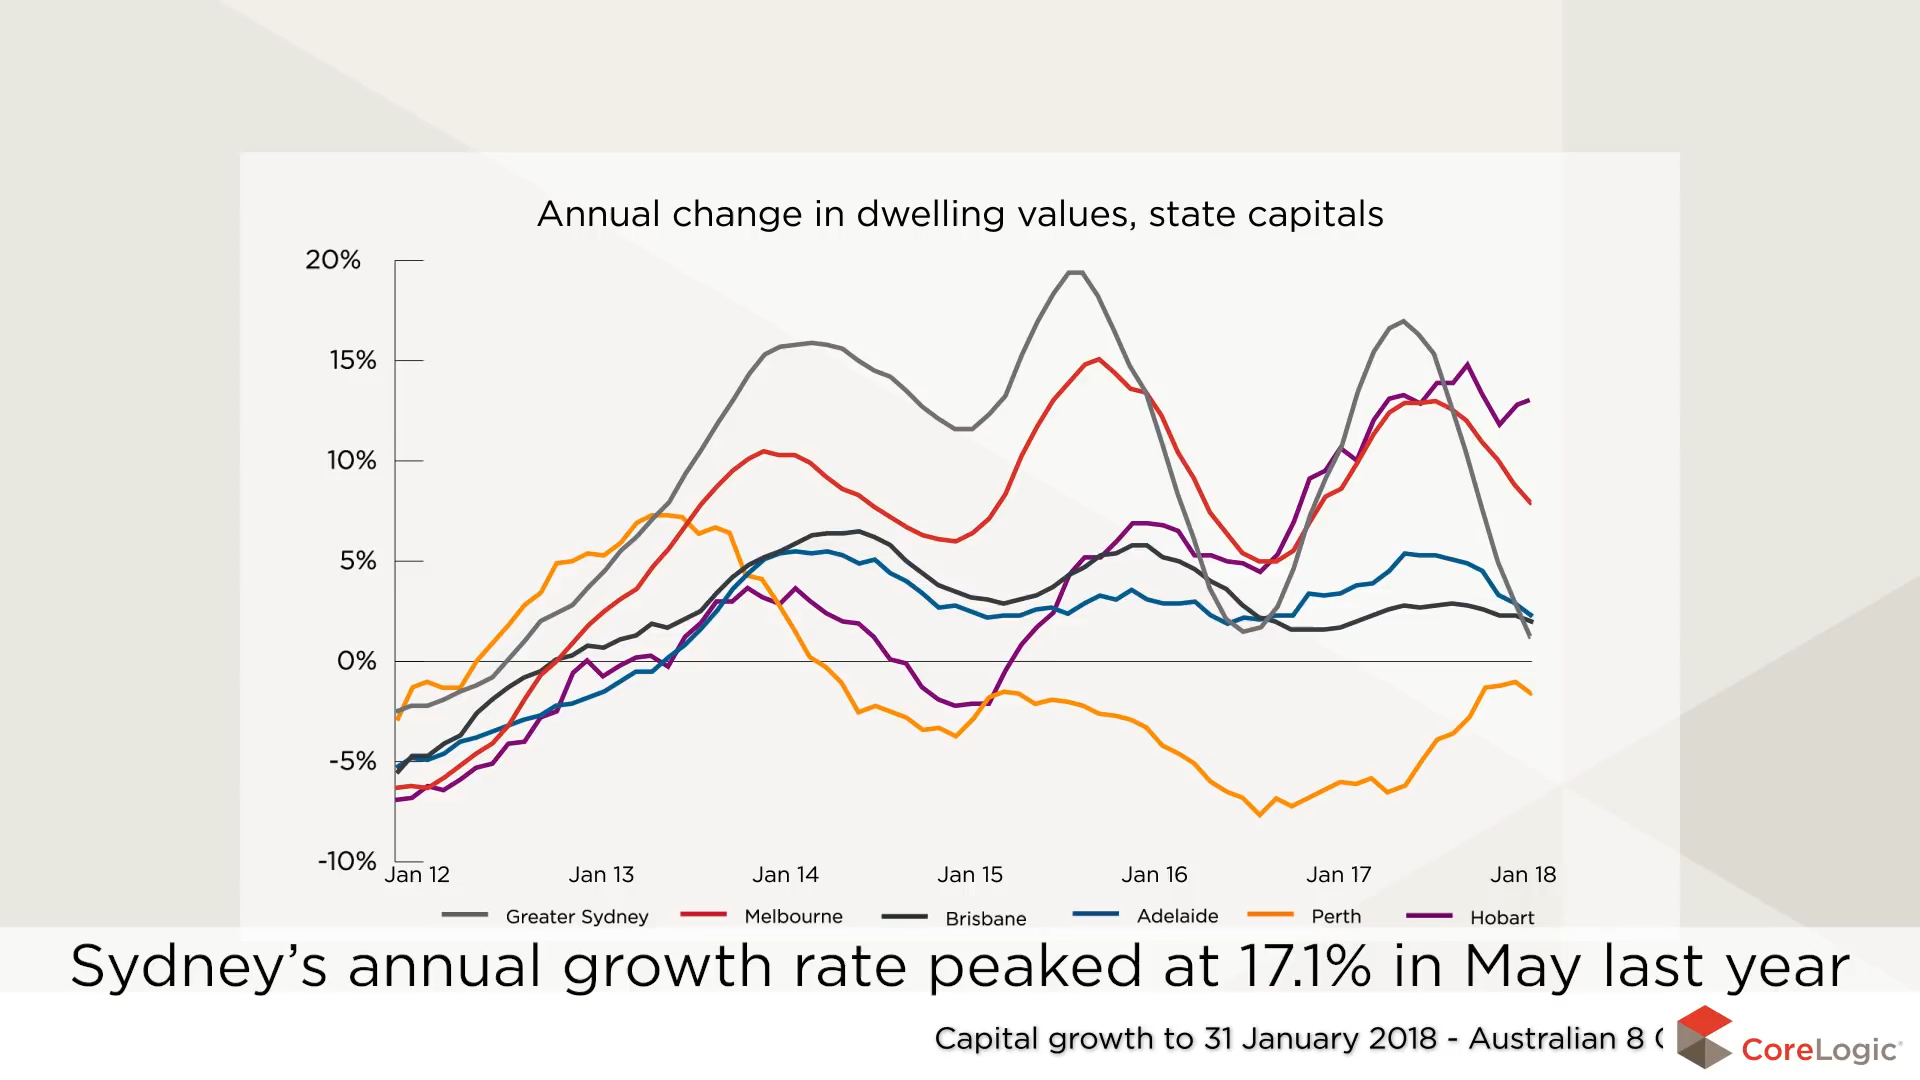 Annual change in dwelling values, state capitals
20%
15%
10%
5%
0%
-5%
-10%
Jan 12 Jan 13 Jan 14 Jan 15 Jan 16 Jan 17 Jan 18
Greater Sydney Melbourne Brisbane Adelaide Perth Hobart
Sydney’s annual growth rate peaked at 17.1% in May last year
Capital growth to 31 January 2018 - Australian 8
CoreLogic